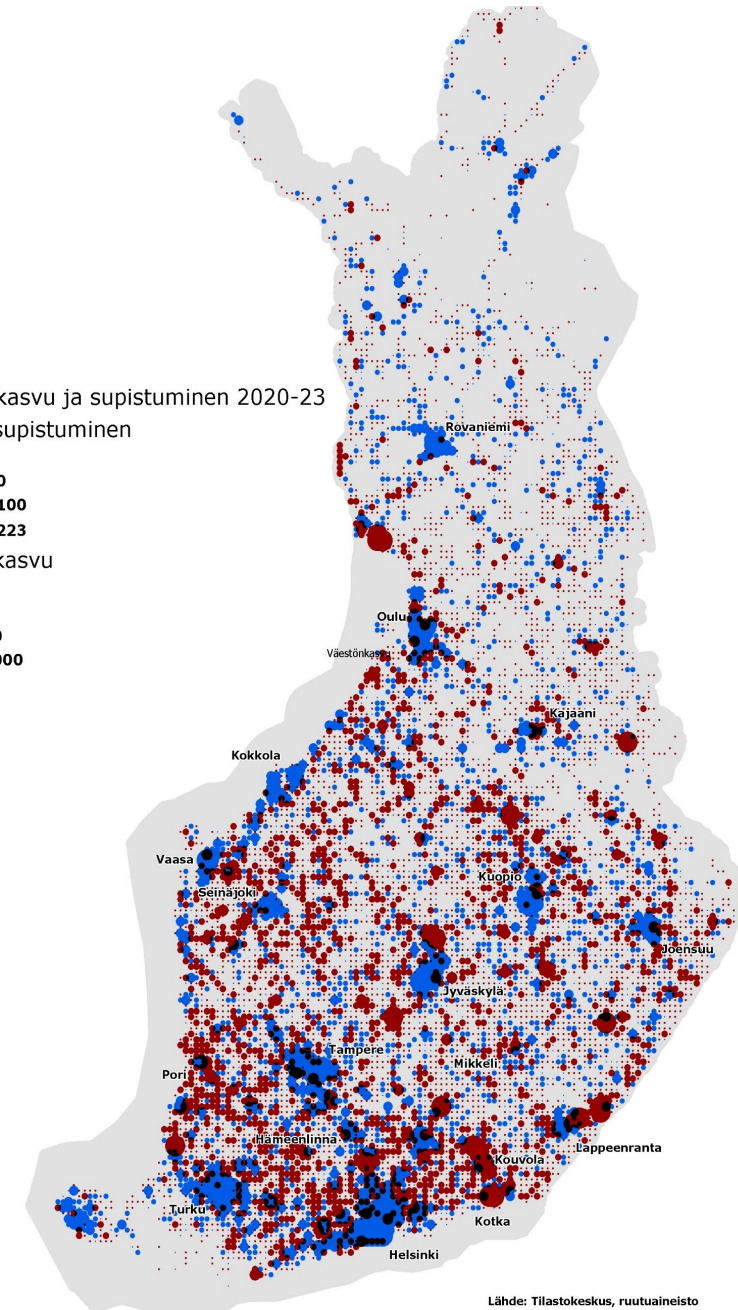 kasvu ja supistuminen 2020-23
supistuminen
0
100
223
kasvu
0
000
Rovaniemi
Oulu
Väestönkasvu
Kajaani
Kokkola
Vaasa
Kuopio
Seinäjoki
Joensuu
Jyväskylä
Tampere
Mikkeli
Pori
Hämeenlinna
Lappeenranta
Kouvola
Turku
Kotka
Helsinki
Lähde: Tilastokeskus, ruutuaineisto